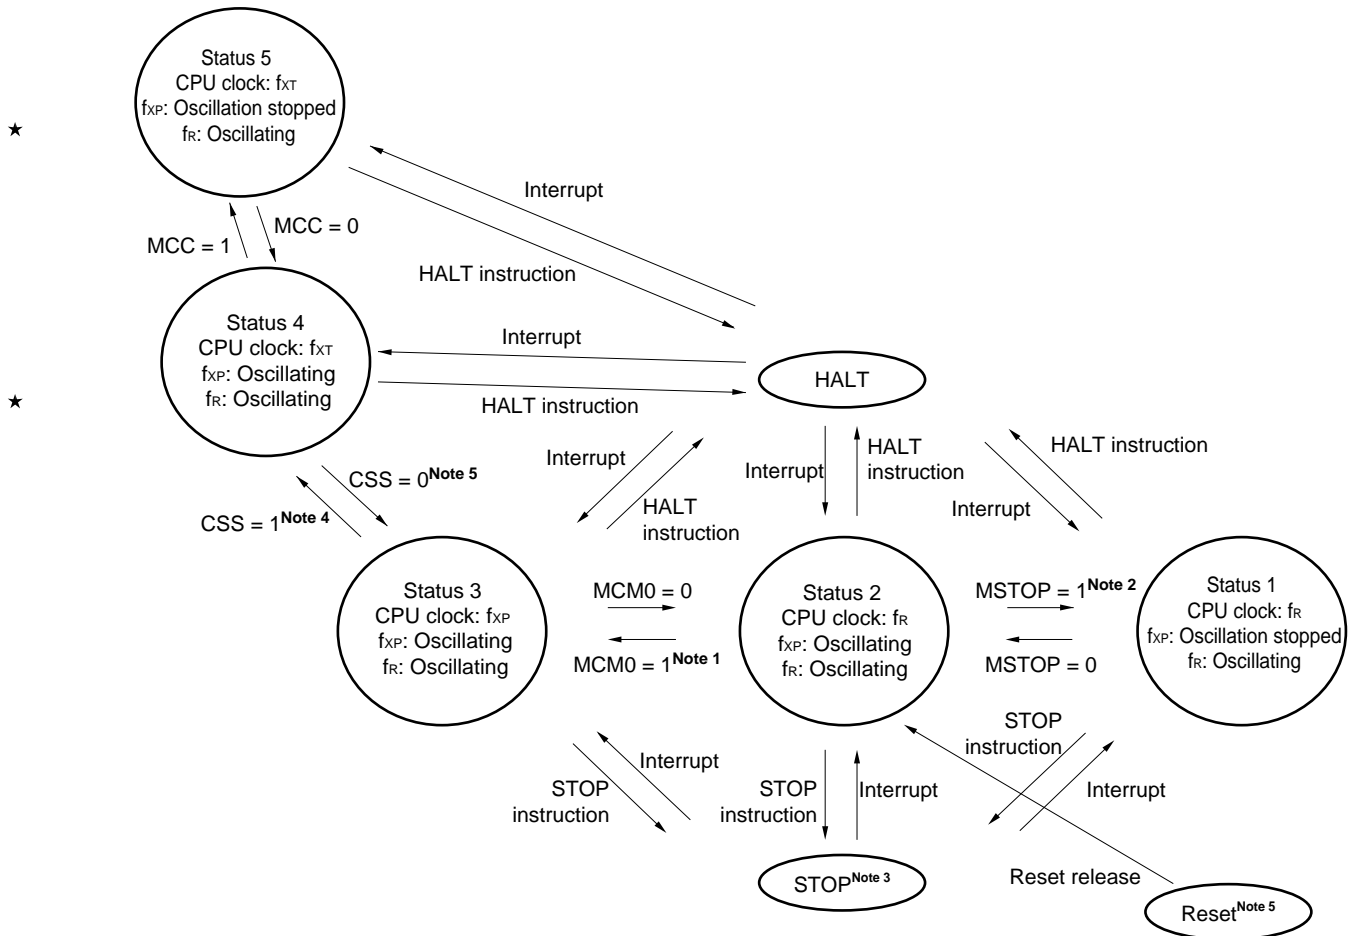 Status 5
CPU clock: fXT
fXP: Oscillation stopped
fR: Oscillating
★
Interrupt
MCC = 0
MCC = 1
HALT instruction
Status 4
CPU clock: fXT
fXP: Oscillating
fR: Oscillating
★
Interrupt
HALT instruction
HALT
Interrupt
HALT
instruction
Interrupt
HALT
instruction
HALT instruction
Interrupt
CSS = 0Note 5
CSS = 1Note 4
Status 3
CPU clock: fXP
fXP: Oscillating
fR: Oscillating
MCM0 = 0
MCM0 = 1Note 1
Status 2
CPU clock: fR
fXP: Oscillating
fR: Oscillating
MSTOP = 1Note 2
MSTOP = 0
Status 1
CPU clock: fR
fXP: Oscillation stopped
fR: Oscillating
Interrupt
STOP
instruction
STOP
instruction
Interrupt
STOP
instruction
Interrupt
STOPNote 3
Reset release
ResetNote 5